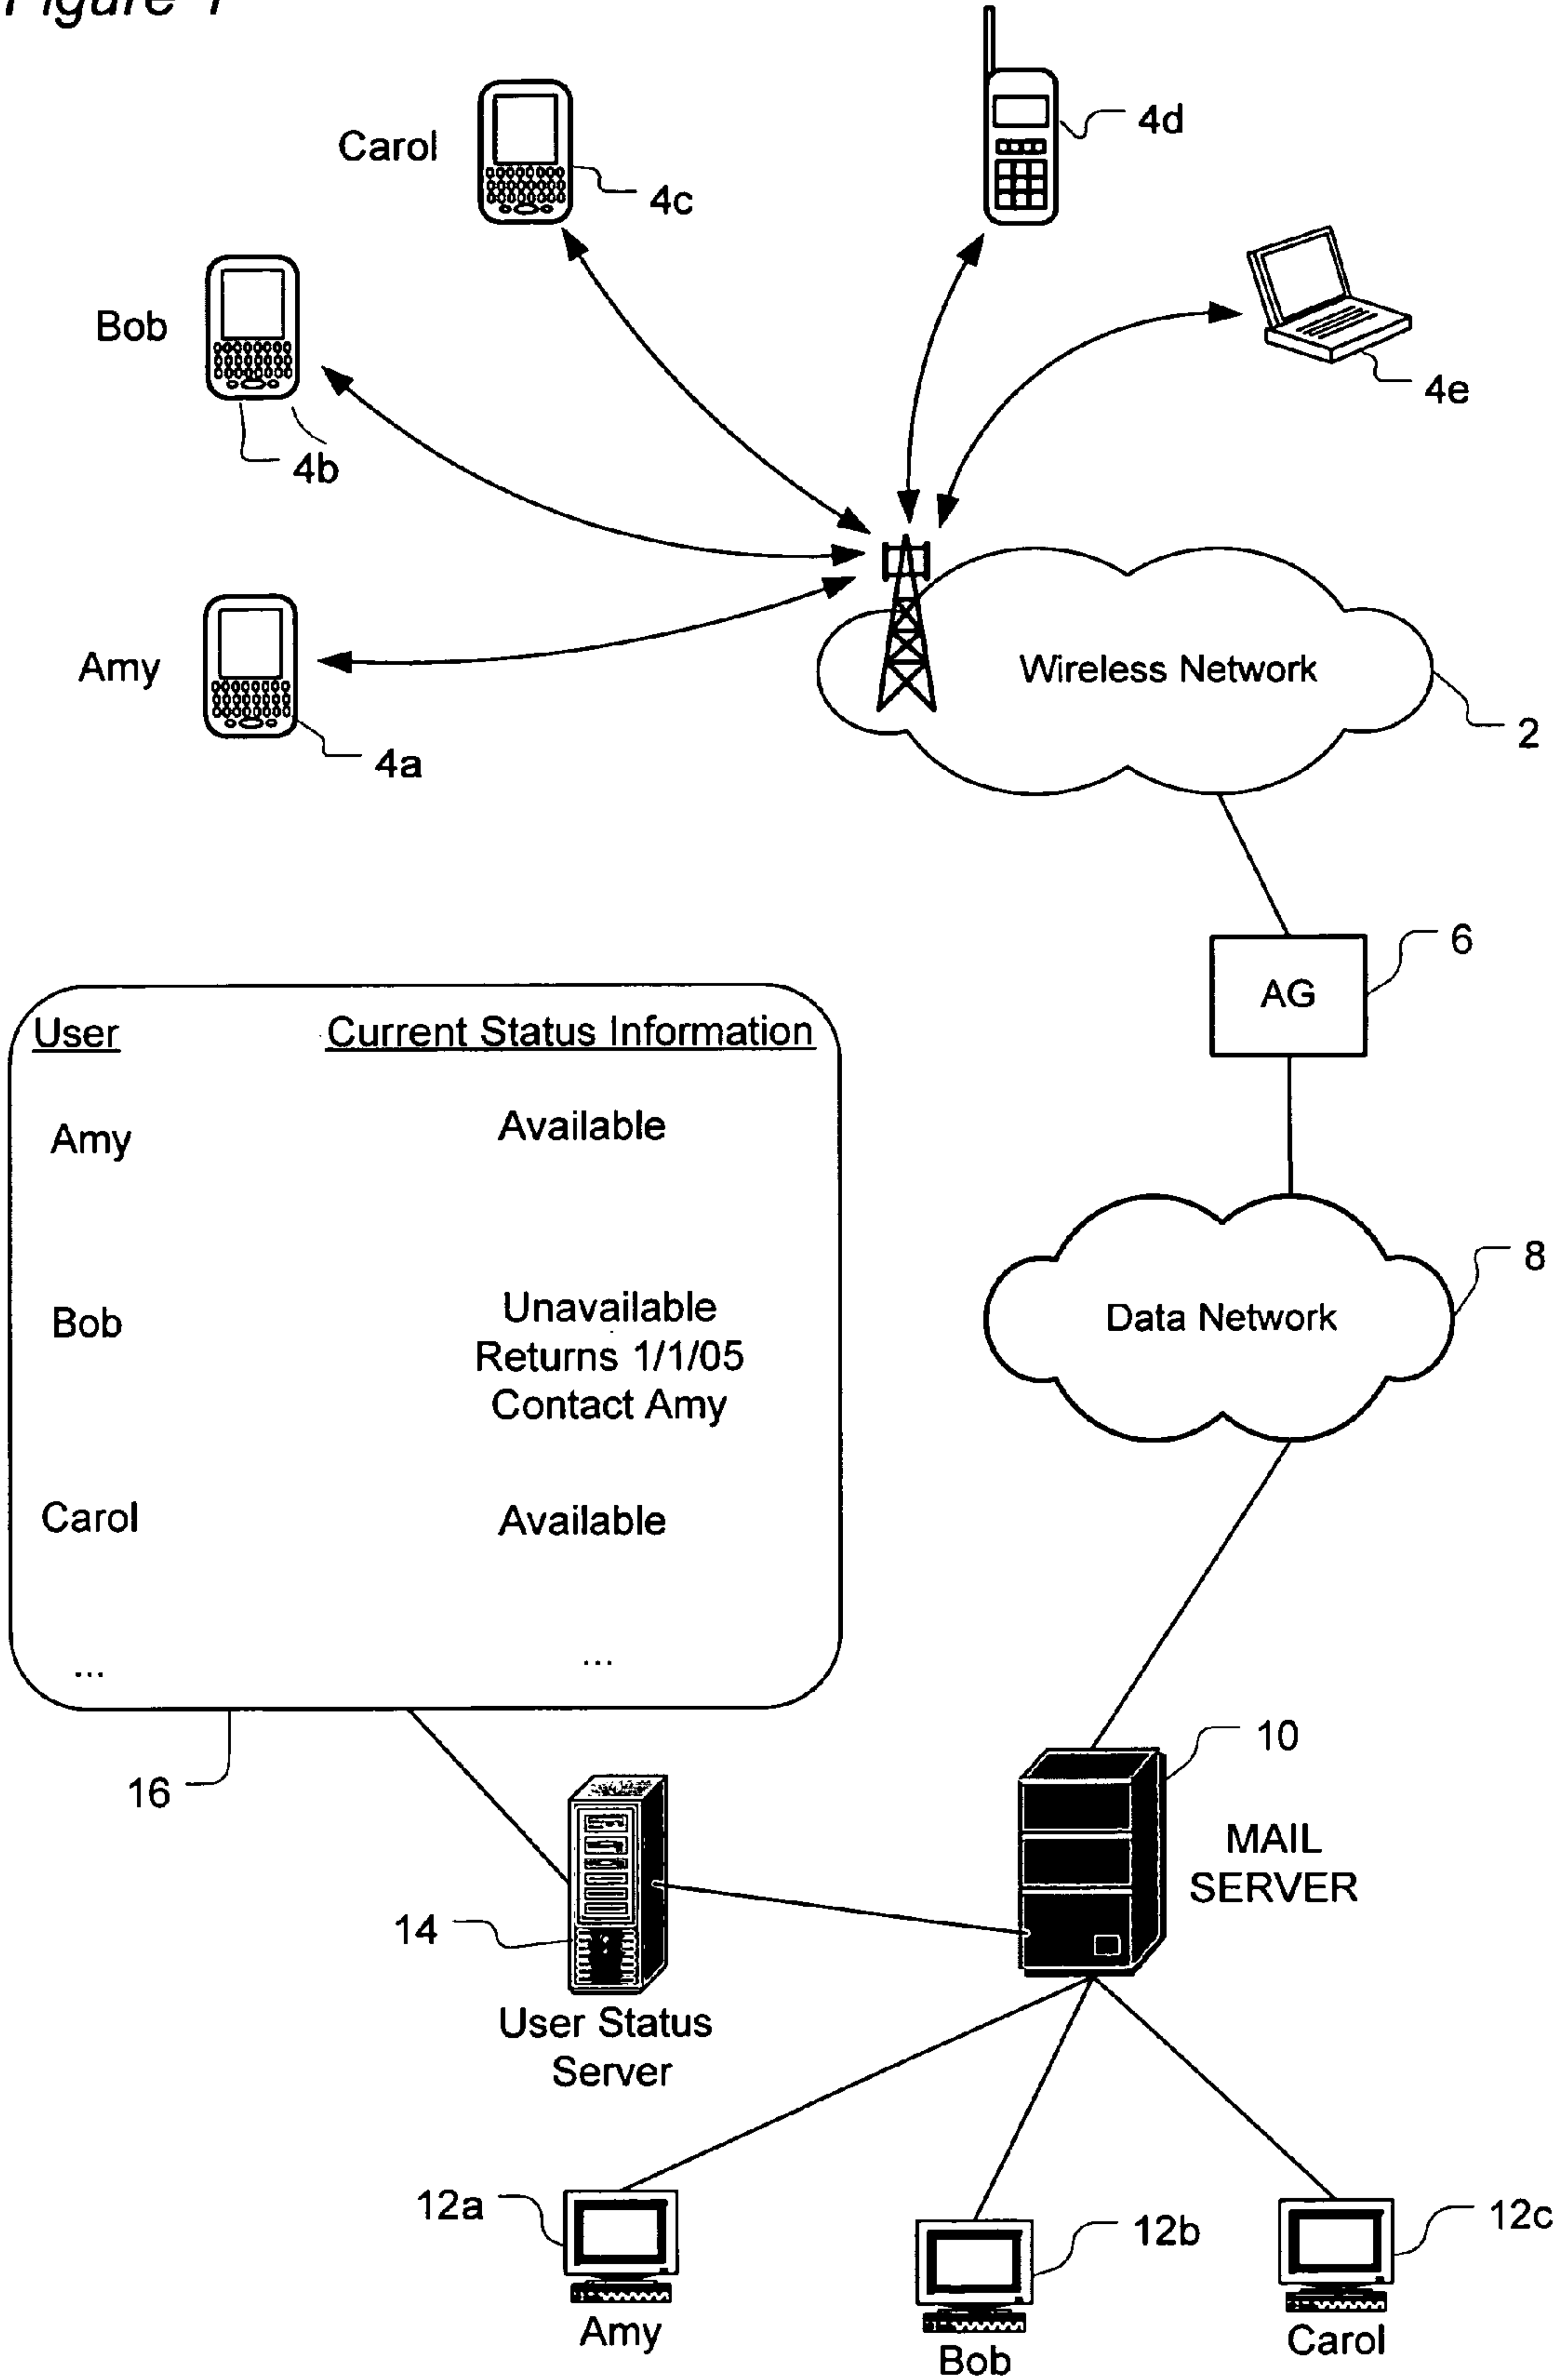 Figure 1
4d
Carol
4c
Bob
4e
4b
Amy
Wireless Network
4a
2
6
AG
User Current Status Information
Amy Available
8
Bob Unavailable
Returns 1/1/05
Contact Amy
Data Network
Carol Available
... ...
10
16
MAIL
SERVER
14
User Status
Server
12a
12b
12c
Amy
Bob
Carol